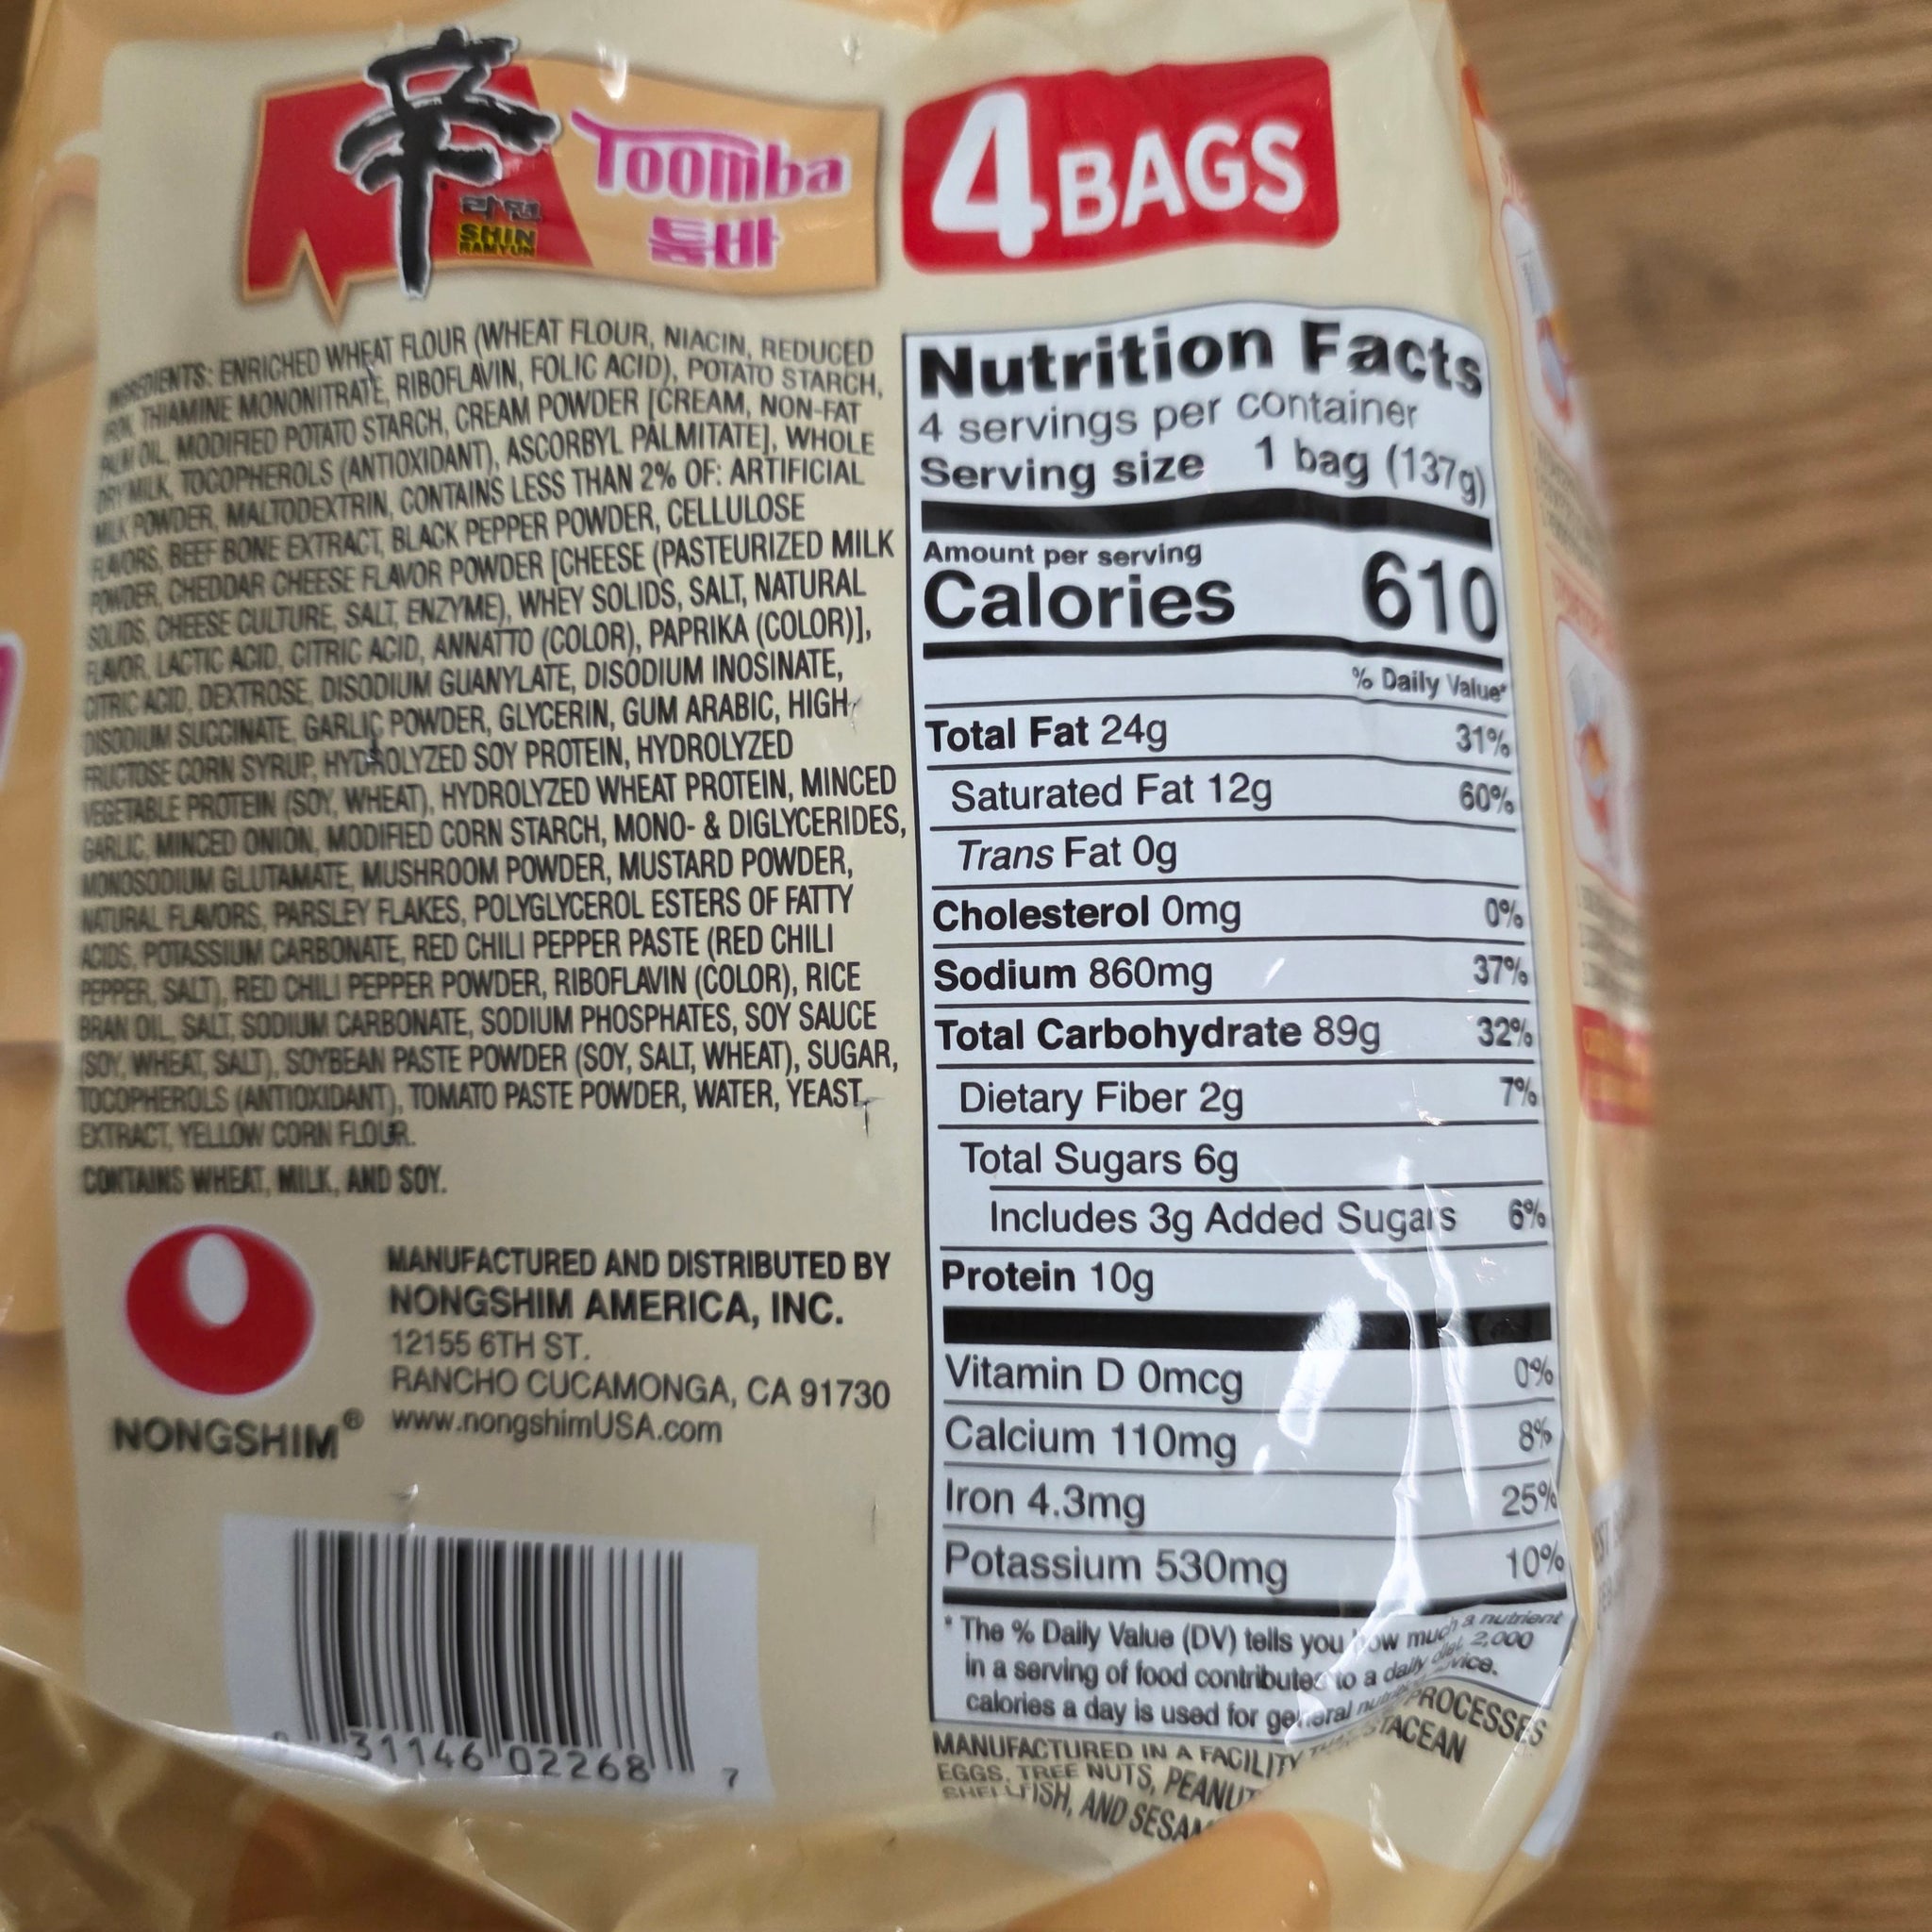 辛
라면
SHIN
RAMYUN
Toomba
툼바
4 BAGS
INGREDIENTS: ENRICHED WHEAT FLOUR (WHEAT FLOUR, NIACIN, REDUCED
IRON, THIAMINE MONONITRATE, RIBOFLAVIN, FOLIC ACID), POTATO STARCH,
PALM OIL, MODIFIED POTATO STARCH, CREAM POWDER [CREAM, NON-FAT
DRY MILK, TOCOPHEROLS (ANTIOXIDANT), ASCORBYL PALMITATE], WHOLE
MILK POWDER, MALTODEXTRIN, CONTAINS LESS THAN 2% OF: ARTIFICIAL
FLAVORS, BEEF BONE EXTRACT, BLACK PEPPER POWDER, CELLULOSE
POWDER, CHEDDAR CHEESE FLAVOR POWDER [CHEESE (PASTEURIZED MILK
SOLIDS, CHEESE CULTURE, SALT, ENZYME), WHEY SOLIDS, SALT, NATURAL
FLAVOR, LACTIC ACID, CITRIC ACID, ANNATTO (COLOR), PAPRIKA (COLOR)],
CITRIC ACID, DEXTROSE, DISODIUM GUANYLATE, DISODIUM INOSINATE,
DISODIUM SUCCINATE, GARLIC POWDER, GLYCERIN, GUM ARABIC, HIGH
FRUCTOSE CORN SYRUP, HYDROLYZED SOY PROTEIN, HYDROLYZED
VEGETABLE PROTEIN (SOY, WHEAT), HYDROLYZED WHEAT PROTEIN, MINCED
GARLIC, MINCED ONION, MODIFIED CORN STARCH, MONO- & DIGLYCERIDES,
MONOSODIUM GLUTAMATE, MUSHROOM POWDER, MUSTARD POWDER,
NATURAL FLAVORS, PARSLEY FLAKES, POLYGLYCEROL ESTERS OF FATTY
ACIDS, POTASSIUM CARBONATE, RED CHILI PEPPER PASTE (RED CHILI
PEPPER, SALT), RED CHILI PEPPER POWDER, RIBOFLAVIN (COLOR), RICE
BRAN OIL, SALT, SODIUM CARBONATE, SODIUM PHOSPHATES, SOY SAUCE
(SOY, WHEAT, SALT), SOYBEAN PASTE POWDER (SOY, SALT, WHEAT), SUGAR,
TOCOPHEROLS (ANTIOXIDANT), TOMATO PASTE POWDER, WATER, YEAST
EXTRACT, YELLOW CORN FLOUR.
CONTAINS WHEAT, MILK, AND SOY.
MANUFACTURED AND DISTRIBUTED BY
NONGSHIM AMERICA, INC.
12155 6TH ST.
RANCHO CUCAMONGA, CA 91730
www.nongshimUSA.com
NONGSHIM®
31146 02268 7
Nutrition Facts
4 servings per container
Serving size 1 bag (137g)
Amount per serving
Calories 610
% Daily Value*
Total Fat 24g 31%
Saturated Fat 12g 60%
Trans Fat 0g
Cholesterol 0mg 0%
Sodium 860mg 37%
Total Carbohydrate 89g 32%
Dietary Fiber 2g 7%
Total Sugars 6g
Includes 3g Added Sugars 6%
Protein 10g
Vitamin D 0mcg 0%
Calcium 110mg 8%
Iron 4.3mg 25%
Potassium 530mg 10%
* The % Daily Value (DV) tells you how much a nutrient
in a serving of food contributes to a daily diet. 2,000
calories a day is used for general nutrition advice.
MANUFACTURED IN A FACILITY PROCESSES
EGGS, TREE NUTS,
SHELLFISH, AND